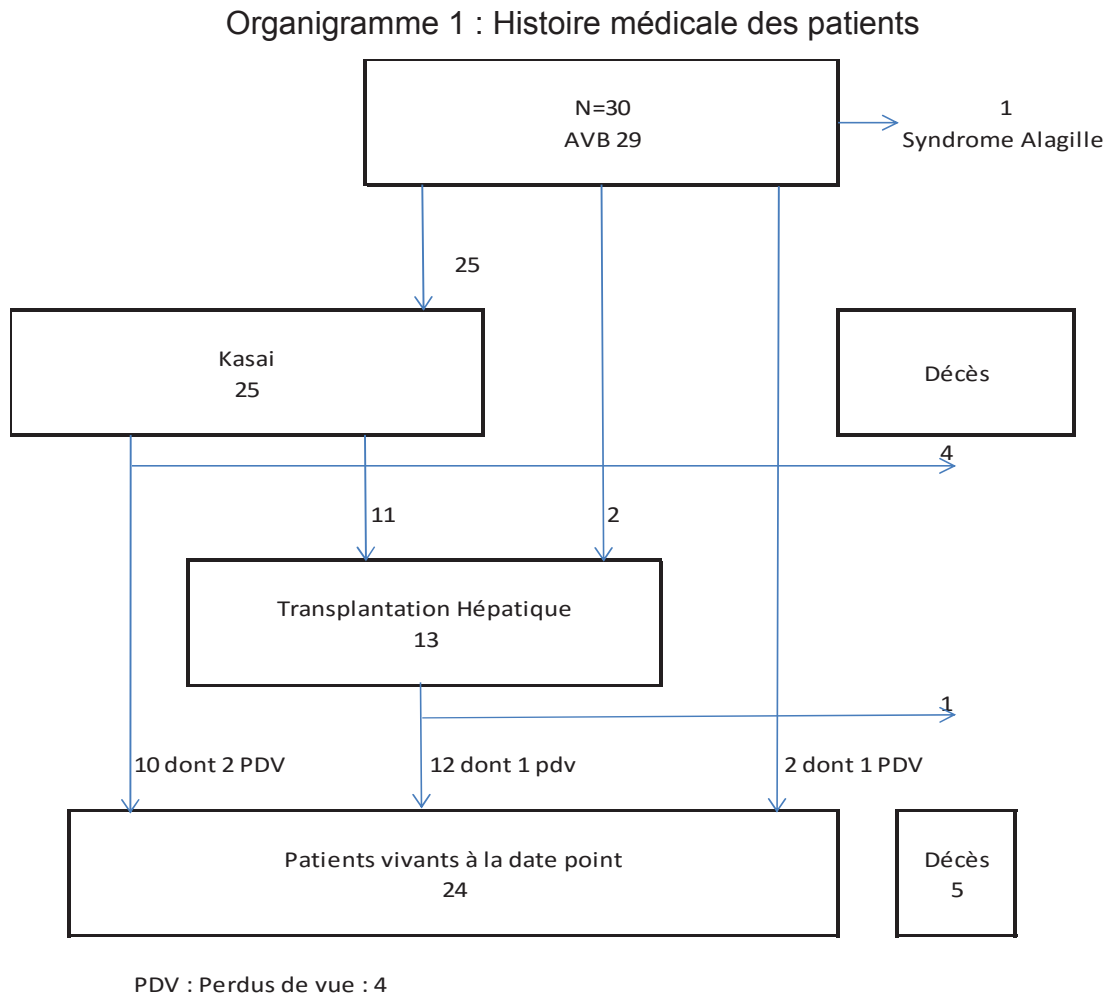 Organigramme 1 : Histoire médicale des patients
N=30
AVB 29
1
Syndrome Alagille
25
Kasai
25
Décès
4
11
2
Transplantation Hépatique
13
1
10 dont 2 PDV
12 dont 1 pdv
2 dont 1 PDV
Patients vivants à la date point
24
Décès
5
PDV : Perdus de vue : 4